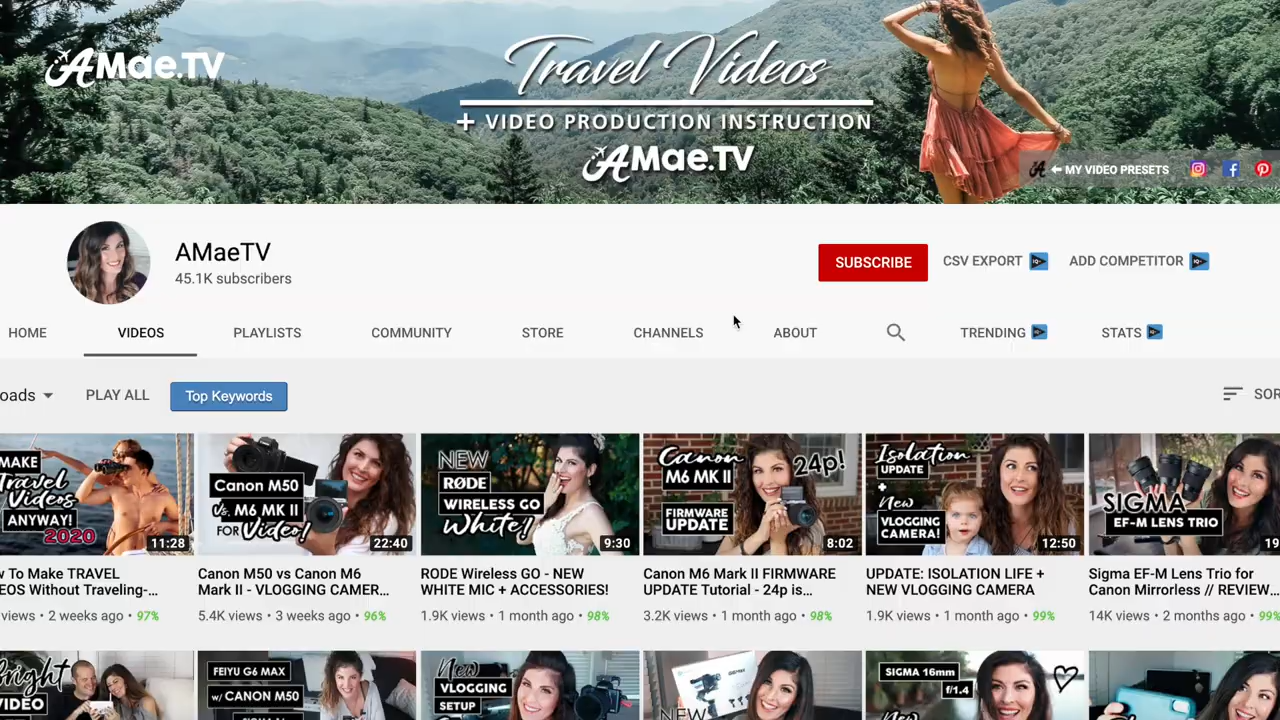 AMae.TV
Travel Videos
+ VIDEO PRODUCTION INSTRUCTION
AMae.TV
MY VIDEO PRESETS
AMaeTV
45.1K subscribers
SUBSCRIBE
CSV EXPORT
ADD COMPETITOR
HOME
VIDEOS
PLAYLISTS
COMMUNITY
STORE
CHANNELS
ABOUT
TRENDING
STATS
oads
PLAY ALL
Top Keywords
SOR
MAKE
Travel
Videos
ANYWAY!
2020
11:28
Canon M50
vs. M6 MK II
FOR Video!
22:40
NEW
RØDE
WIRELESS GO
White!
9:30
Canon
M6 MK II
24p!
FIRMWARE
UPDATE
8:02
Isolation
UPDATE
+
New
VLOGGING
CAMERA!
12:50
SIGMA
EF-M LENS TRIO
19
w To Make TRAVEL
EOS Without Traveling-...
views • 2 weeks ago • 97%
Canon M50 vs Canon M6
Mark II - VLOGGING CAMER...
5.4K views • 3 weeks ago • 96%
RODE Wireless GO - NEW
WHITE MIC + ACCESSORIES!
1.9K views • 1 month ago • 98%
Canon M6 Mark II FIRMWARE
UPDATE Tutorial - 24p is...
3.2K views • 1 month ago • 98%
UPDATE: ISOLATION LIFE +
NEW VLOGGING CAMERA
1.9K views • 1 month ago • 99%
Sigma EF-M Lens Trio for
Canon Mirrorless // REVIEW...
14K views • 2 months ago • 99%
Bright
VIDEO
FEIYU G6 MAX
w/ CANON M50
New
VLOGGING
SETUP
NEW
SIGMA 16mm
f/1.4